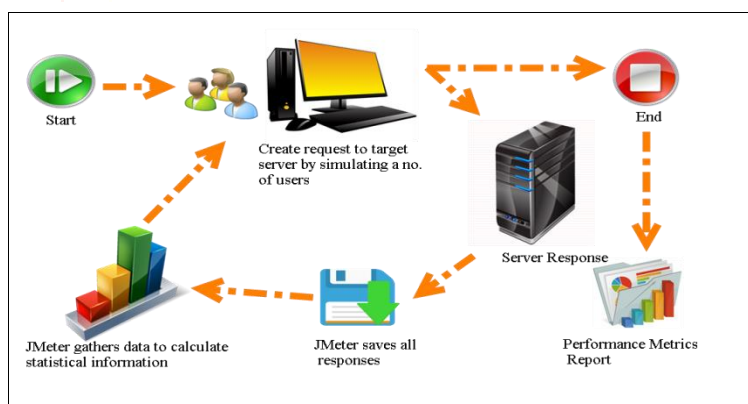 Start
Create request to target
server by simulating a no.
of users
End
Server Response
JMeter gathers data to calculate
statistical information
JMeter saves all
responses
Performance Metrics
Report